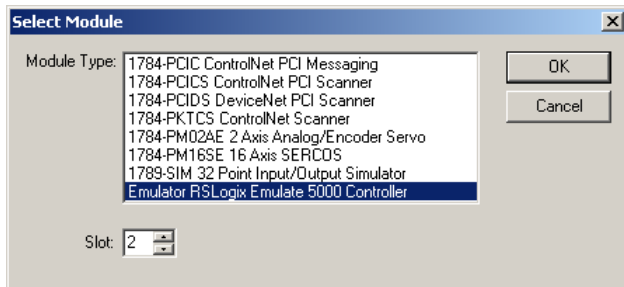 Select Module
Module Type:
1784-PCIC ControlNet PCI Messaging
1784-PCICS ControlNet PCI Scanner
1784-PCIDS DeviceNet PCI Scanner
1784-PKTCS ControlNet Scanner
1784-PM02AE 2 Axis Analog/Encoder Servo
1784-PM16SE 16 Axis SERCOS
1789-SIM 32 Point Input/Output Simulator
Emulator RSLogix Emulate 5000 Controller
OK
Cancel
Slot: 2